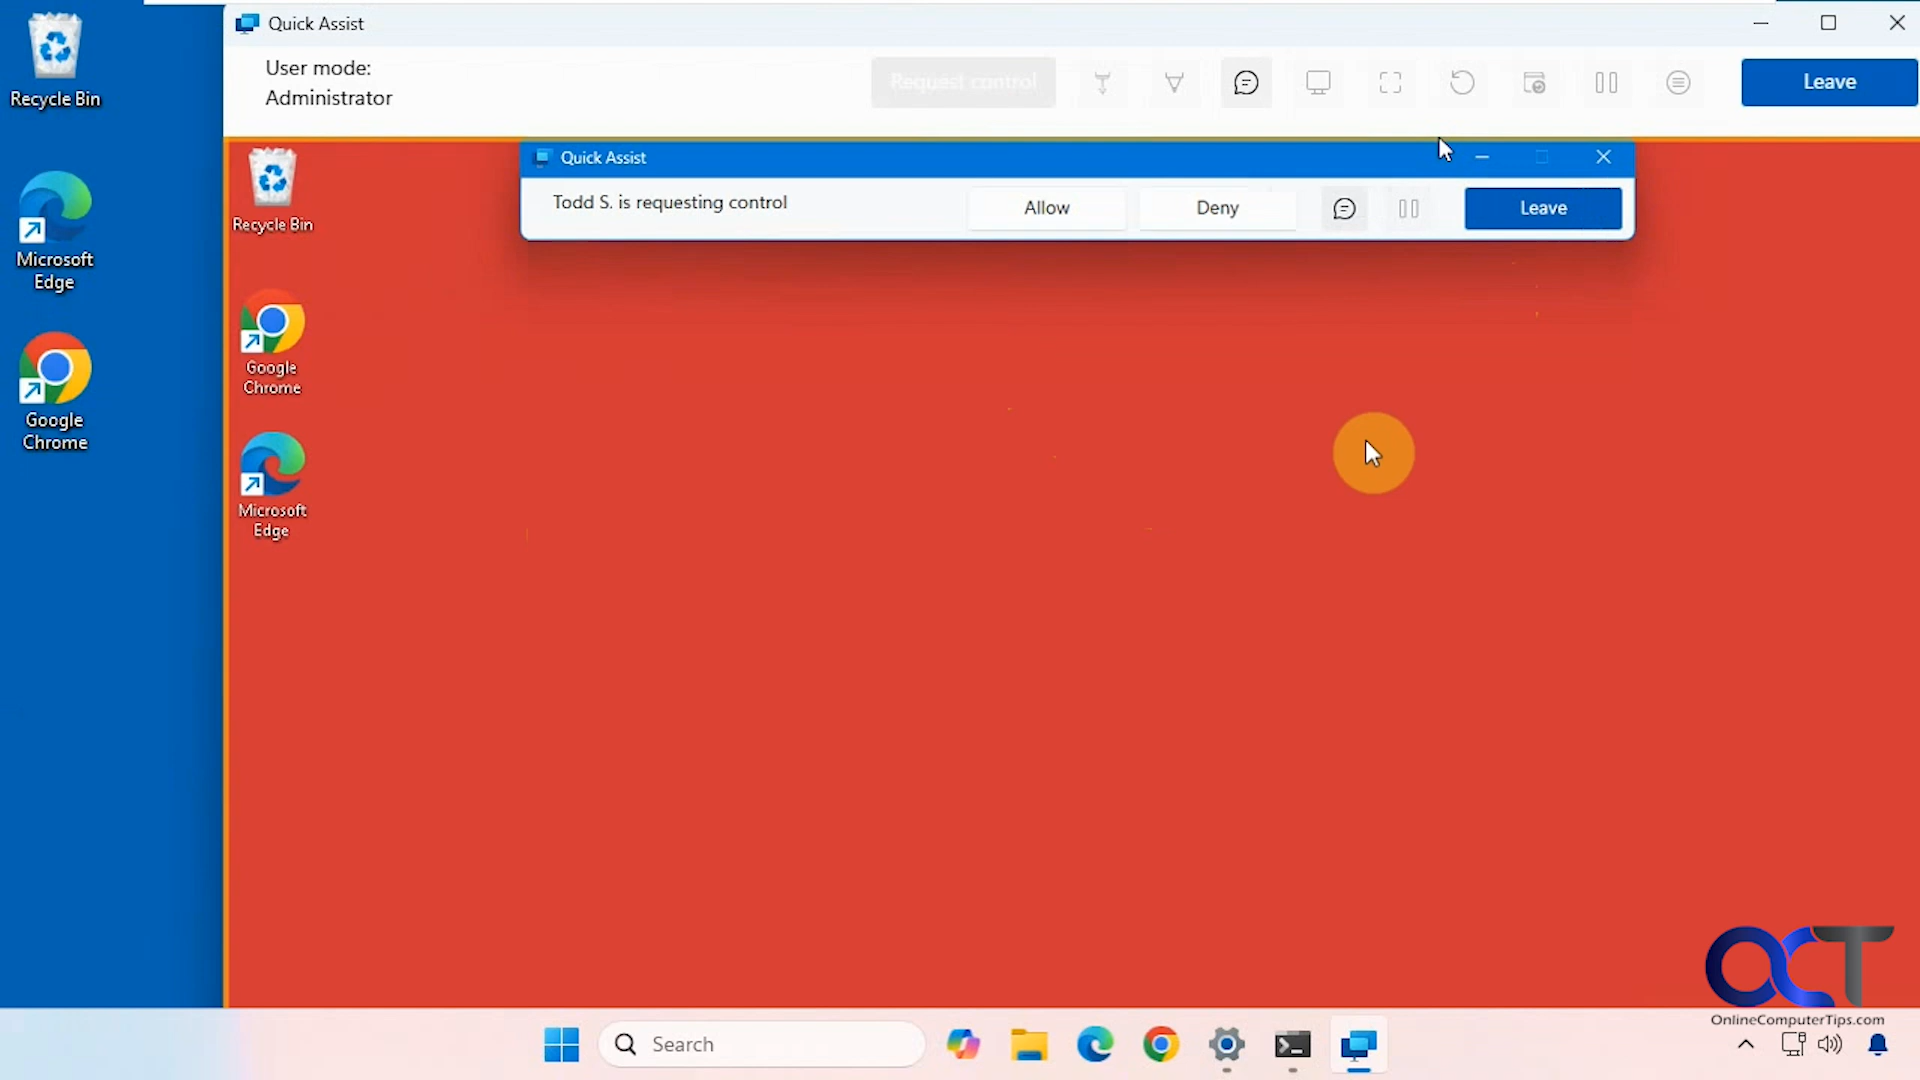 Quick Assist
User mode:
Administrator
Request control
Leave
Recycle Bin
Microsoft
Edge
Google
Chrome
Quick Assist
Todd S. is requesting control
Allow
Deny
Leave
Recycle Bin
Google
Chrome
Microsoft
Edge
OCT
OnlineComputerTips.com
Search